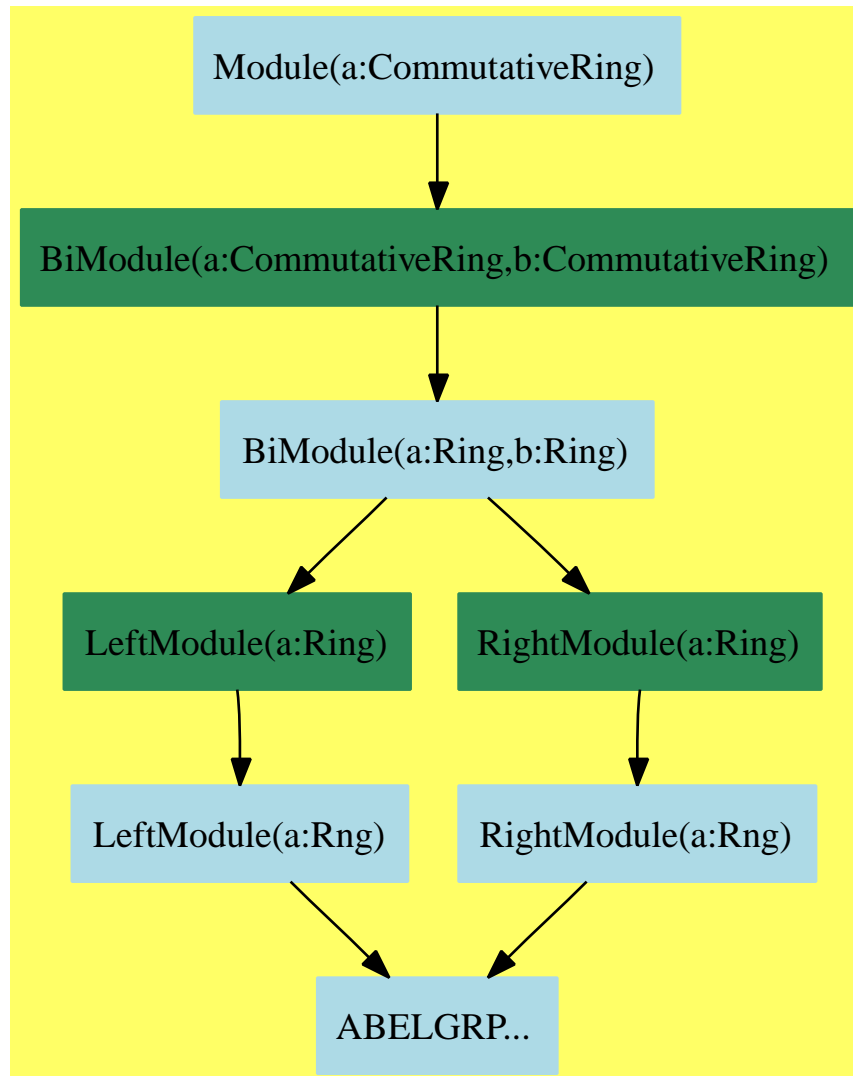 Module(a:CommutativeRing)
BiModule(a:CommutativeRing,b:CommutativeRing)
BiModule(a:Ring,b:Ring)
LeftModule(a:Ring)
RightModule(a:Ring)
LeftModule(a:Rng)
RightModule(a:Rng)
ABELGRP...